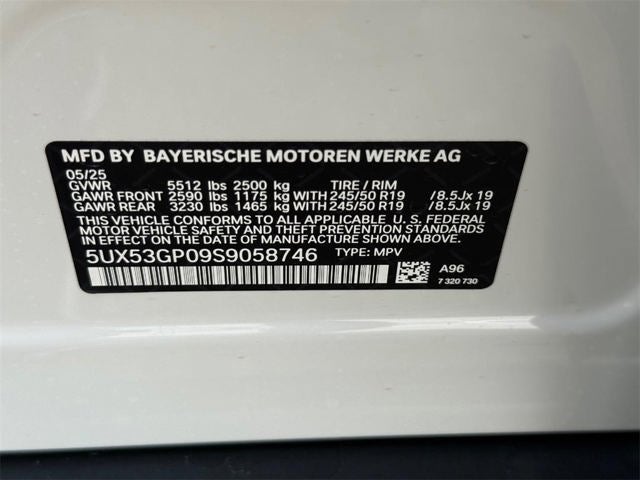 MFD BY BAYERISCHE MOTOREN WERKE AG
05/25
GVWR 5512 lbs 2500 kg TIRE / RIM
GAWR FRONT 2590 lbs 1175 kg WITH 245/50 R19 /8.5Jx 19
GAWR REAR 3230 lbs 1465 kg WITH 245/50 R19 /8.5Jx 19
THIS VEHICLE CONFORMS TO ALL APPLICABLE U. S. FEDERAL
MOTOR VEHICLE SAFETY AND THEFT PREVENTION STANDARDS
IN EFFECT ON THE DATE OF MANUFACTURE SHOWN ABOVE.
5UX53GP09S9058746 TYPE: MPV
A96
7 320 730